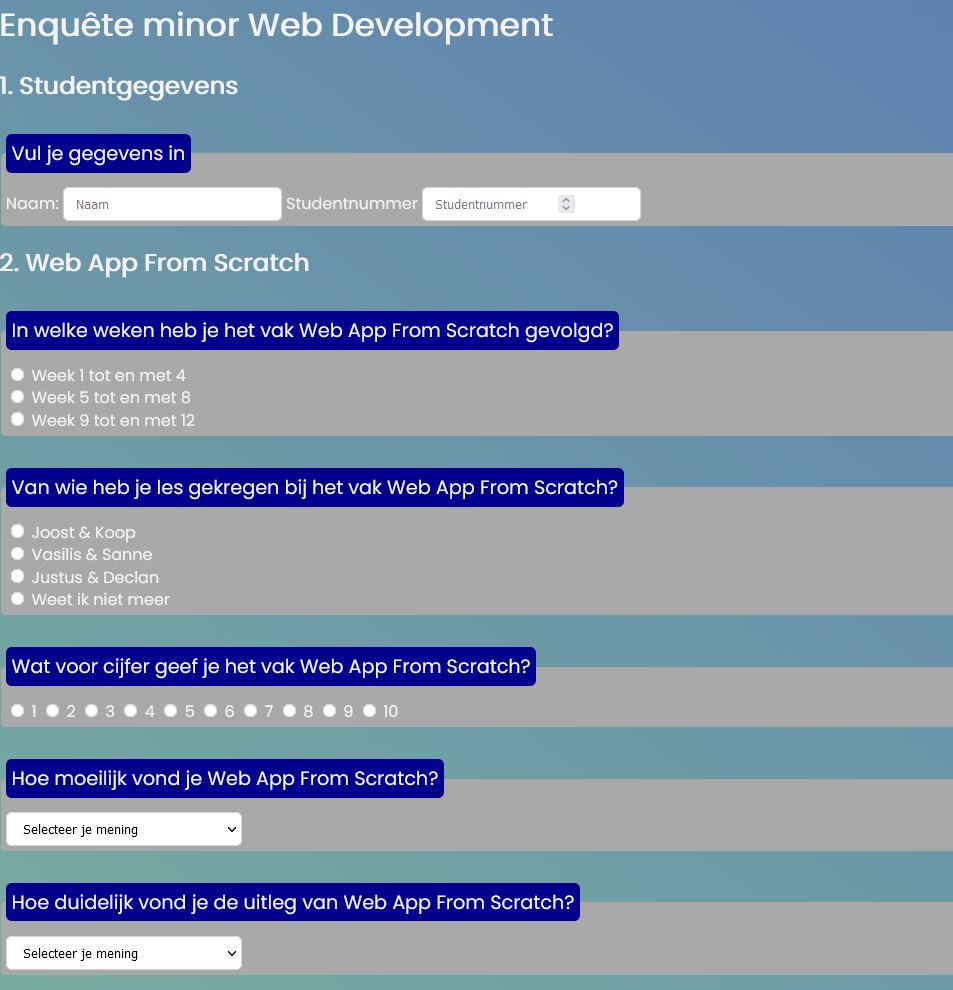 Enquête minor Web Development
1. Studentgegevens
Vul je gegevens in
Naam: Naam Studentnummer Studentnummer
2. Web App From Scratch
In welke weken heb je het vak Web App From Scratch gevolgd?
Week 1 tot en met 4
Week 5 tot en met 8
Week 9 tot en met 12
Van wie heb je les gekregen bij het vak Web App From Scratch?
Joost & Koop
Vasilis & Sanne
Justus & Declan
Weet ik niet meer
Wat voor cijfer geef je het vak Web App From Scratch?
1 2 3 4 5 6 7 8 9 10
Hoe moeilijk vond je Web App From Scratch?
Selecteer je mening
Hoe duidelijk vond je de uitleg van Web App From Scratch?
Selecteer je mening